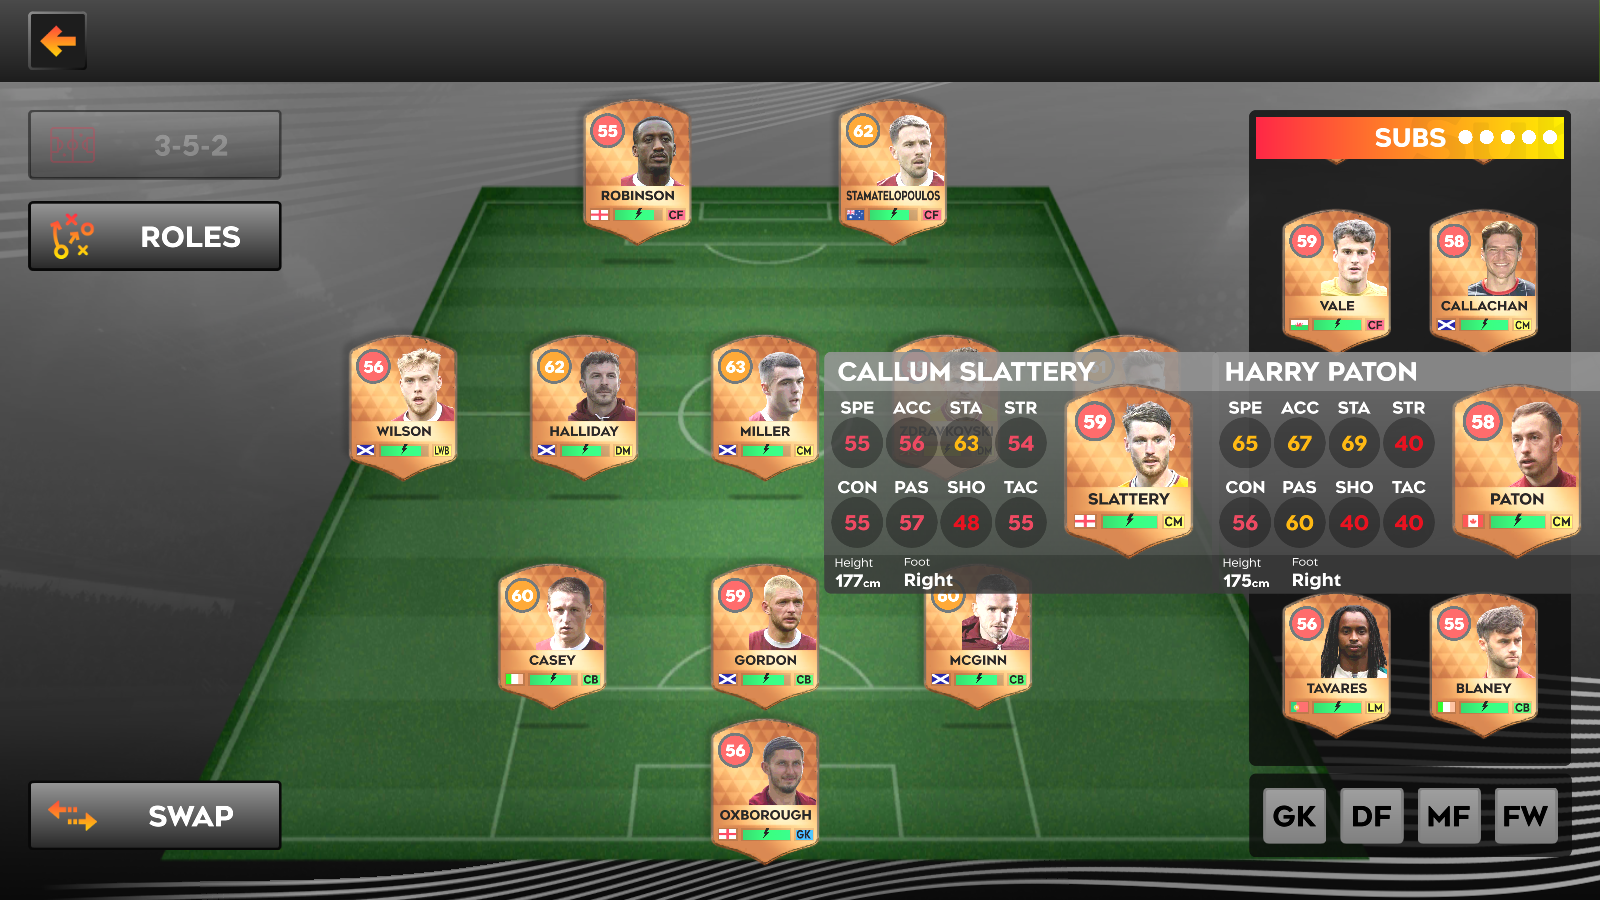 3-5-2
ROLES
SWAP
55
ROBINSON
CF
62
STAMATELOPOULOS
CF
56
WILSON
LWB
62
HALLIDAY
DM
63
MILLER
CM
ZDRAVKOVSKI
60
CASEY
CB
59
GORDON
CB
60
MCGINN
CB
56
OXBOROUGH
GK
CALLUM SLATTERY
SPE ACC STA STR
55 56 63 54
CON PAS SHO TAC
55 57 48 55
Height Foot
177cm Right
59
SLATTERY
CM
HARRY PATON
SPE ACC STA STR
65 67 69 40
CON PAS SHO TAC
56 60 40 40
Height Foot
175cm Right
58
PATON
CM
SUBS
59
VALE
CF
58
CALLACHAN
CM
56
TAVARES
LM
55
BLANEY
CB
GK DF MF FW